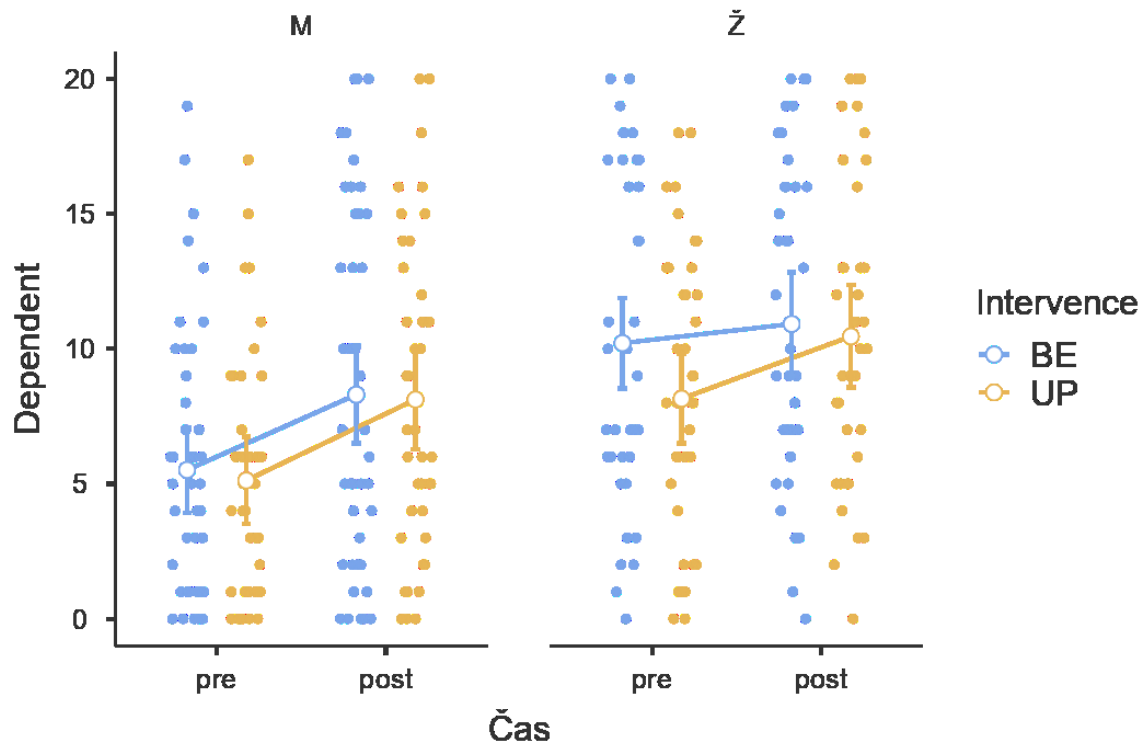 M
Ž
20
15
10
5
0
Dependent
pre
post
pre
post
Čas
Intervence
BE
UP